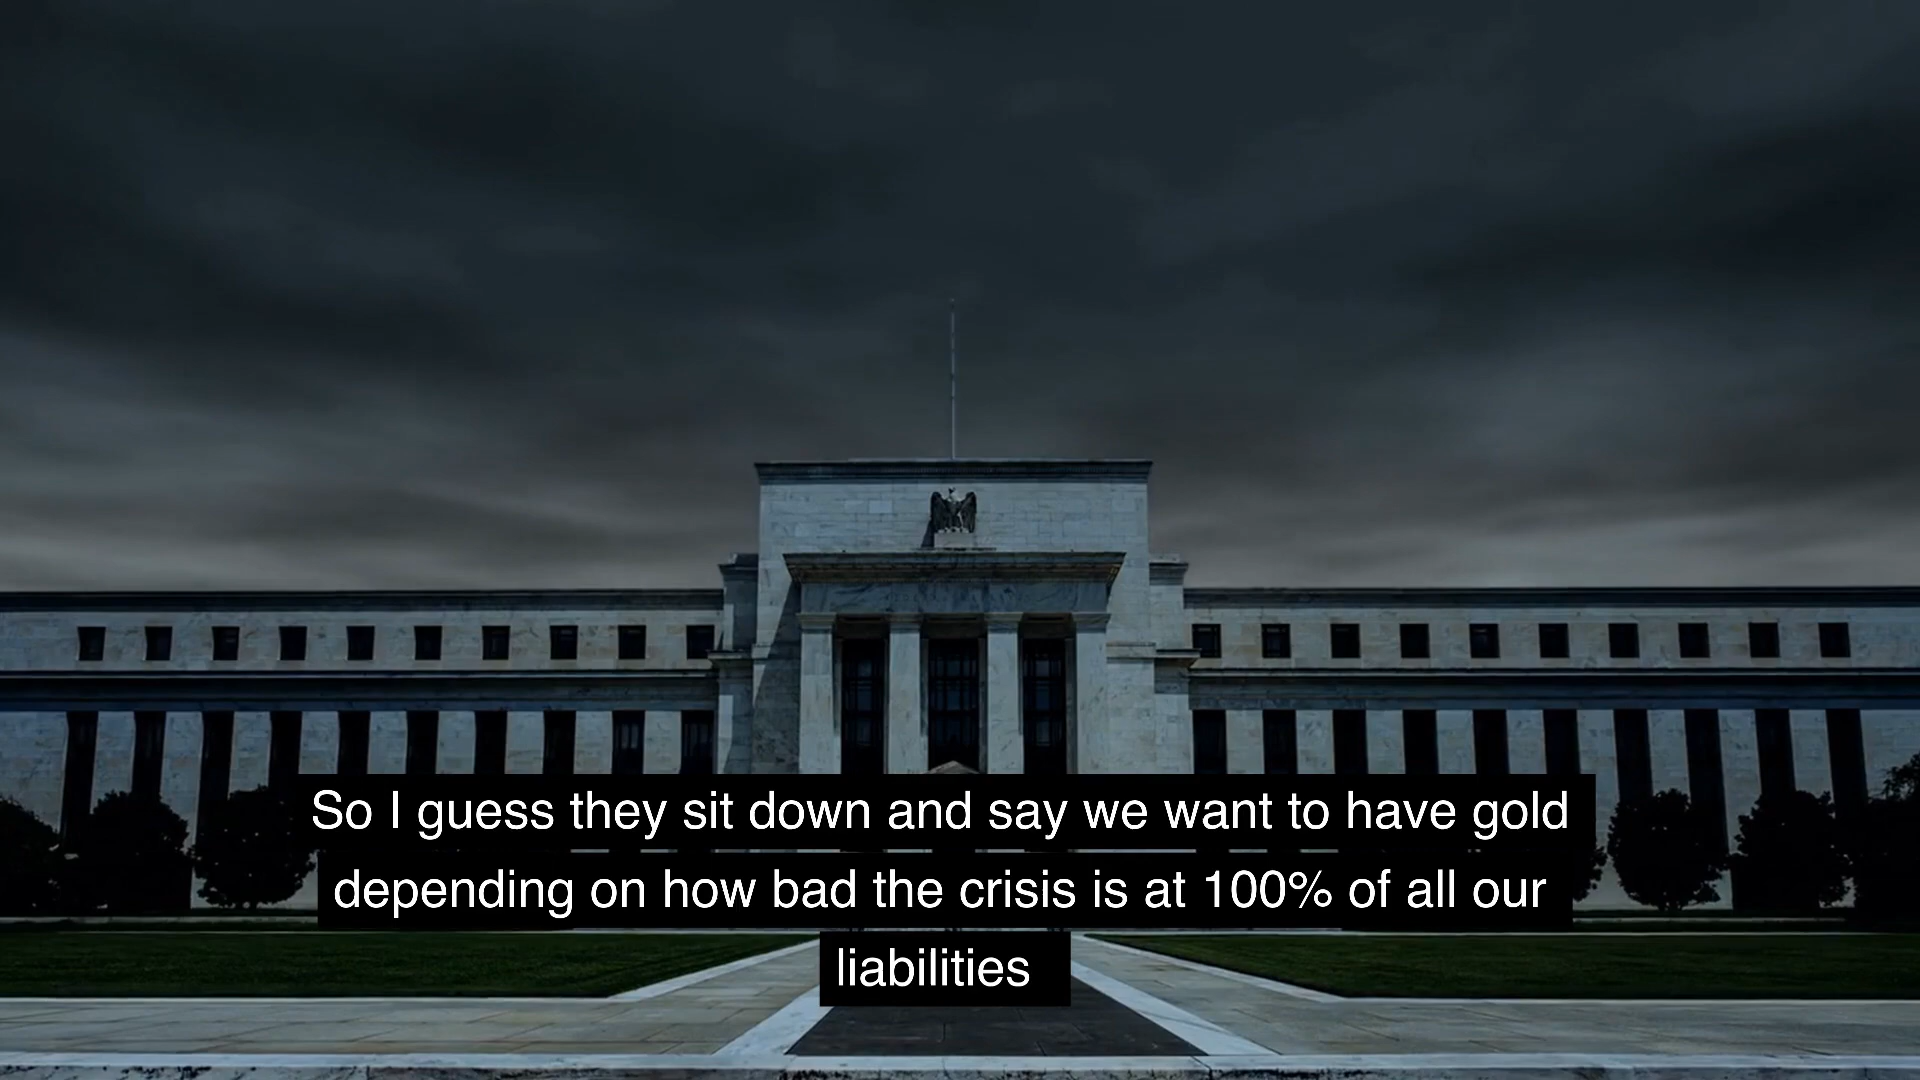 So I guess they sit down and say we want to have gold
depending on how bad the crisis is at 100% of all our
liabilities